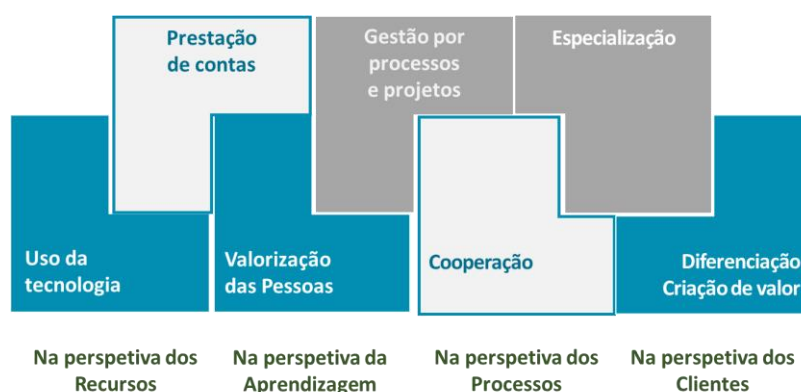 Prestação
de contas
Gestão por
processos
e projetos
Especialização
Uso da
tecnologia
Valorização
das Pessoas
Cooperação
Diferenciação
Criação de valor
Na perspetiva dos
Recursos
Na perspetiva da
Aprendizagem
Na perspetiva dos
Processos
Na perspetiva dos
Clientes